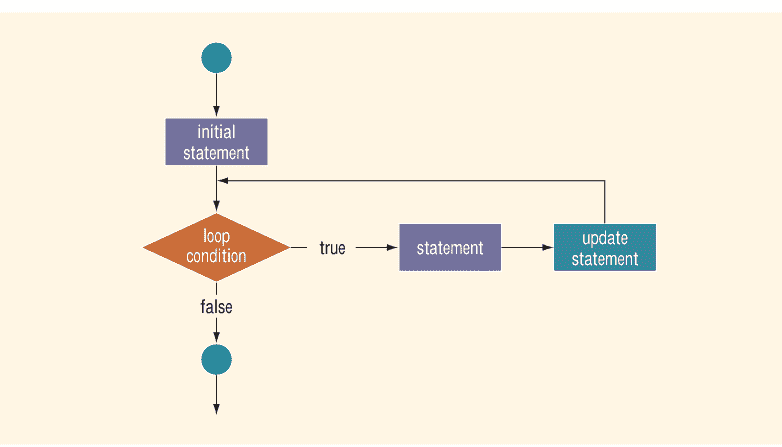 initial
statement
loop
condition
true
statement
update
statement
false